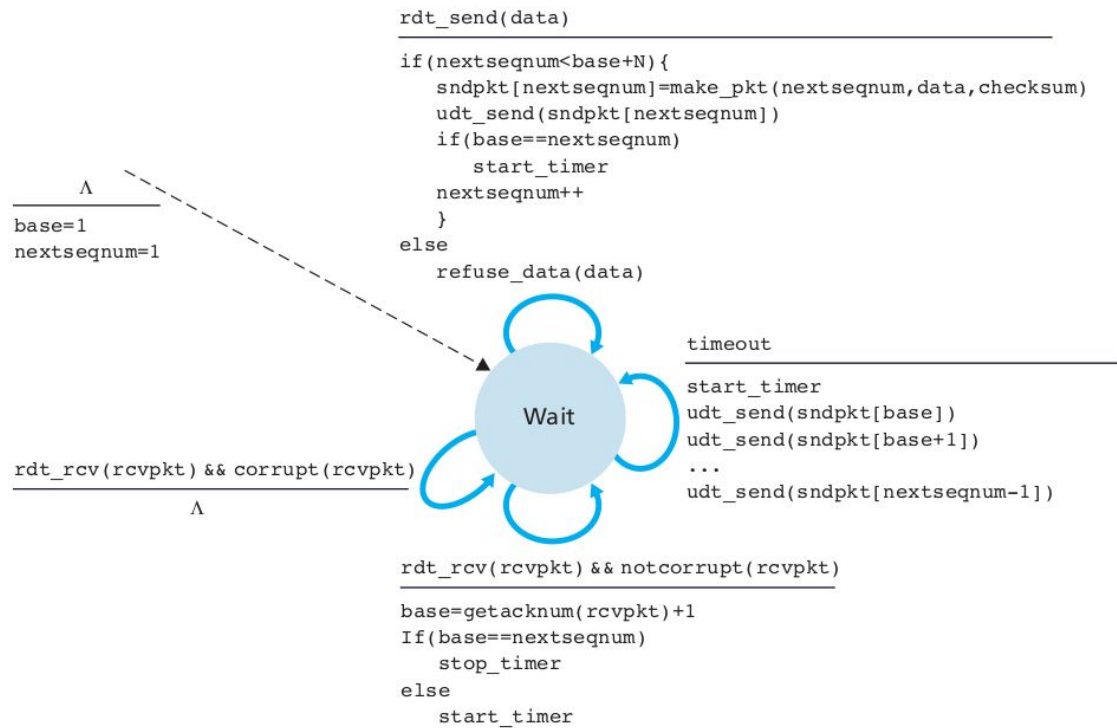 rdt_send(data)
if(nextseqnum<base+N){
sndpkt[nextseqnum]=make_pkt(nextseqnum,data,checksum)
udt_send(sndpkt[nextseqnum])
if(base==nextseqnum)
start_timer
nextseqnum++
}
else
refuse_data(data)
Λ
base=1
nextseqnum=1
Wait
timeout
start_timer
udt_send(sndpkt[base])
udt_send(sndpkt[base+1])
...
udt_send(sndpkt[nextseqnum-1])
rdt_rcv(rcvpkt) && corrupt(rcvpkt)
Λ
rdt_rcv(rcvpkt) && notcorrupt(rcvpkt)
base=getacknum(rcvpkt)+1
If(base==nextseqnum)
stop_timer
else
start_timer